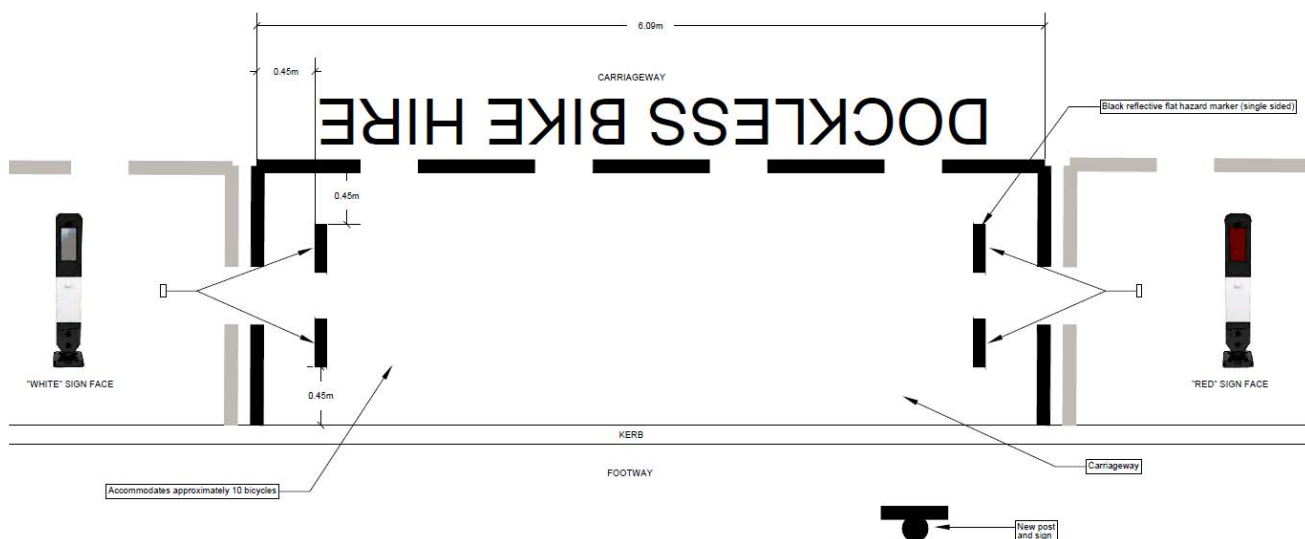 6.09m
0.45m
CARRIAGEWAY
DOCKLESS BIKE HIRE
Black reflective flat hazard marker (single sided)
0.45m
"WHITE" SIGN FACE
"RED" SIGN FACE
0.45m
KERB
FOOTWAY
Carriageway
Accommodates approximately 10 bicycles
New post
and sign